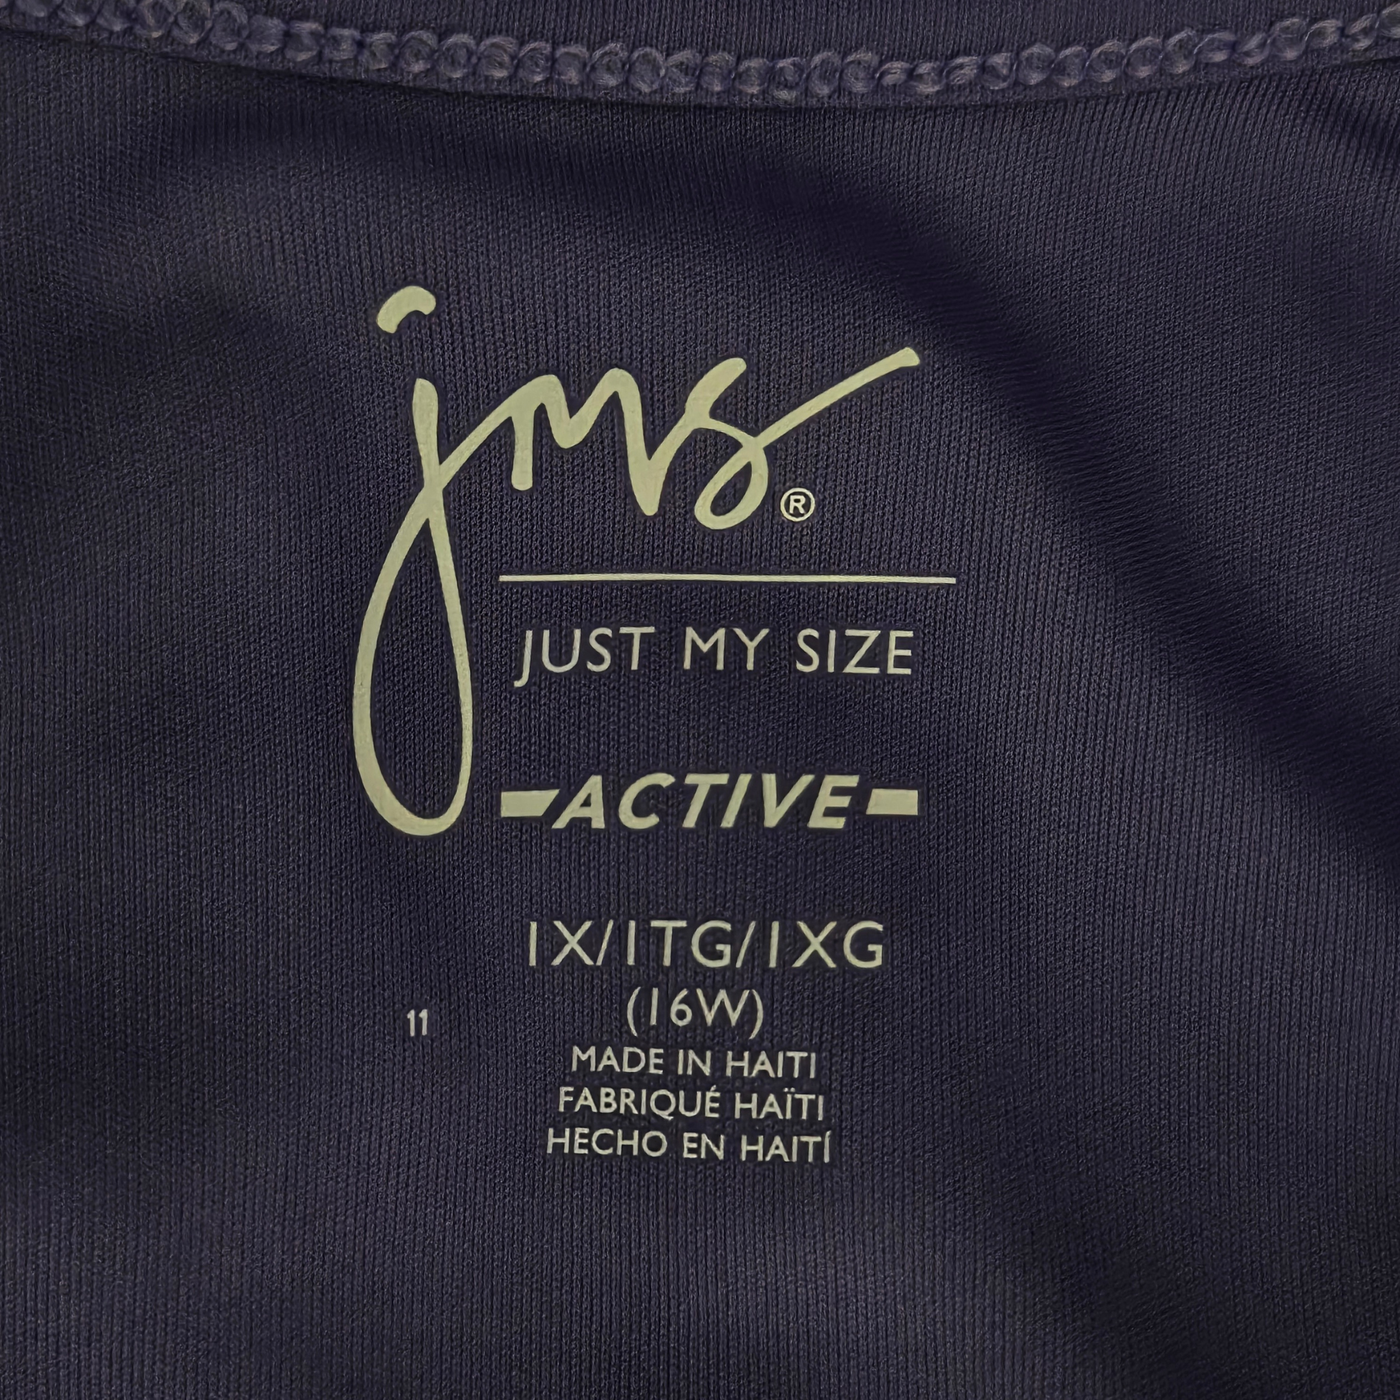 jms®
JUST MY SIZE
ACTIVE
1X/1TG/1XG
(16W)
11
MADE IN HAITI
FABRIQUÉ HAÏTI
HECHO EN HAITÍ